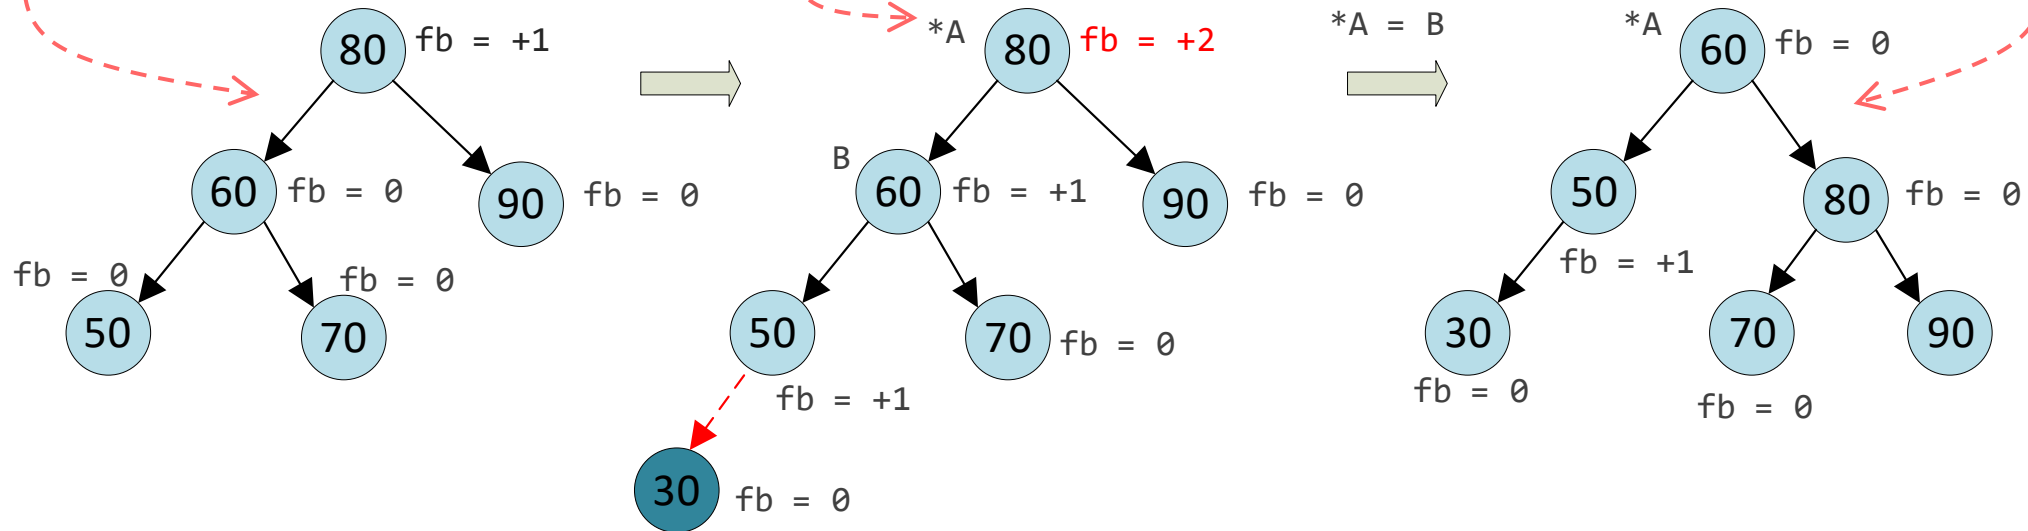 80 fb = +1
60 fb = 0
90 fb = 0
fb = 0
50
fb = 0
70
*A 80 fb = +2
B 60 fb = +1
90 fb = 0
50
fb = +1
70 fb = 0
30 fb = 0
*A = B
*A 60 fb = 0
50
fb = +1
80 fb = 0
30
fb = 0
70
fb = 0
90